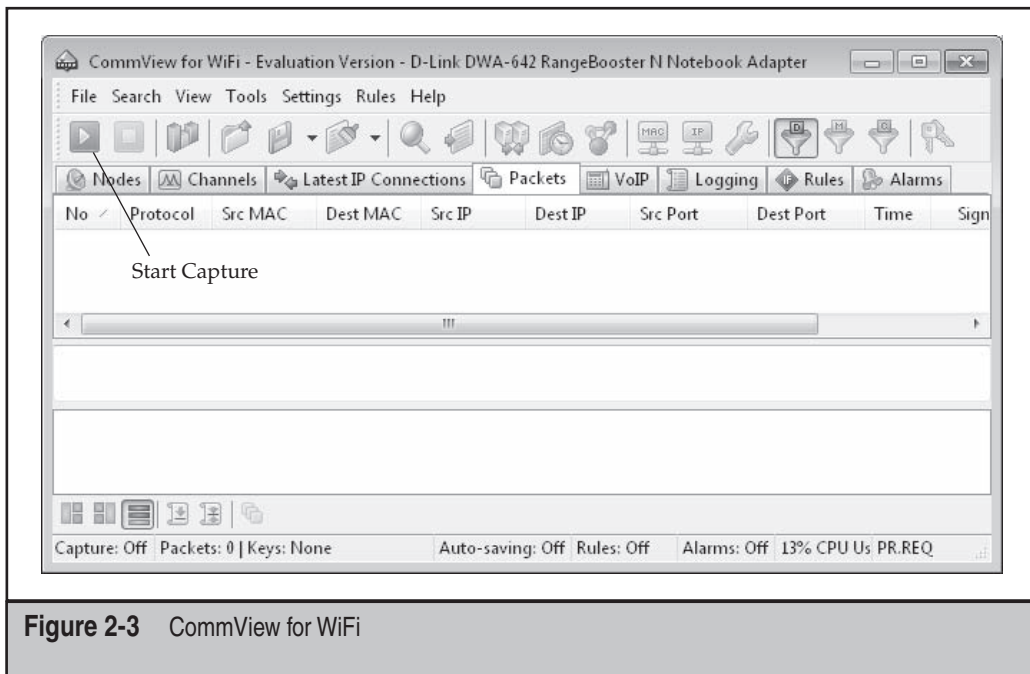 CommView for WiFi - Evaluation Version - D-Link DWA-642 RangeBooster N Notebook Adapter
File Search View Tools Settings Rules Help
MAC IP D M C
Nodes Channels Latest IP Connections Packets VoIP Logging IF Rules Alarms
No Protocol Src MAC Dest MAC Src IP Dest IP Src Port Dest Port Time Sign
Start Capture
Capture: Off Packets: 0 | Keys: None Auto-saving: Off Rules: Off Alarms: Off 13% CPU Us PR.REQ
Figure 2-3 CommView for WiFi